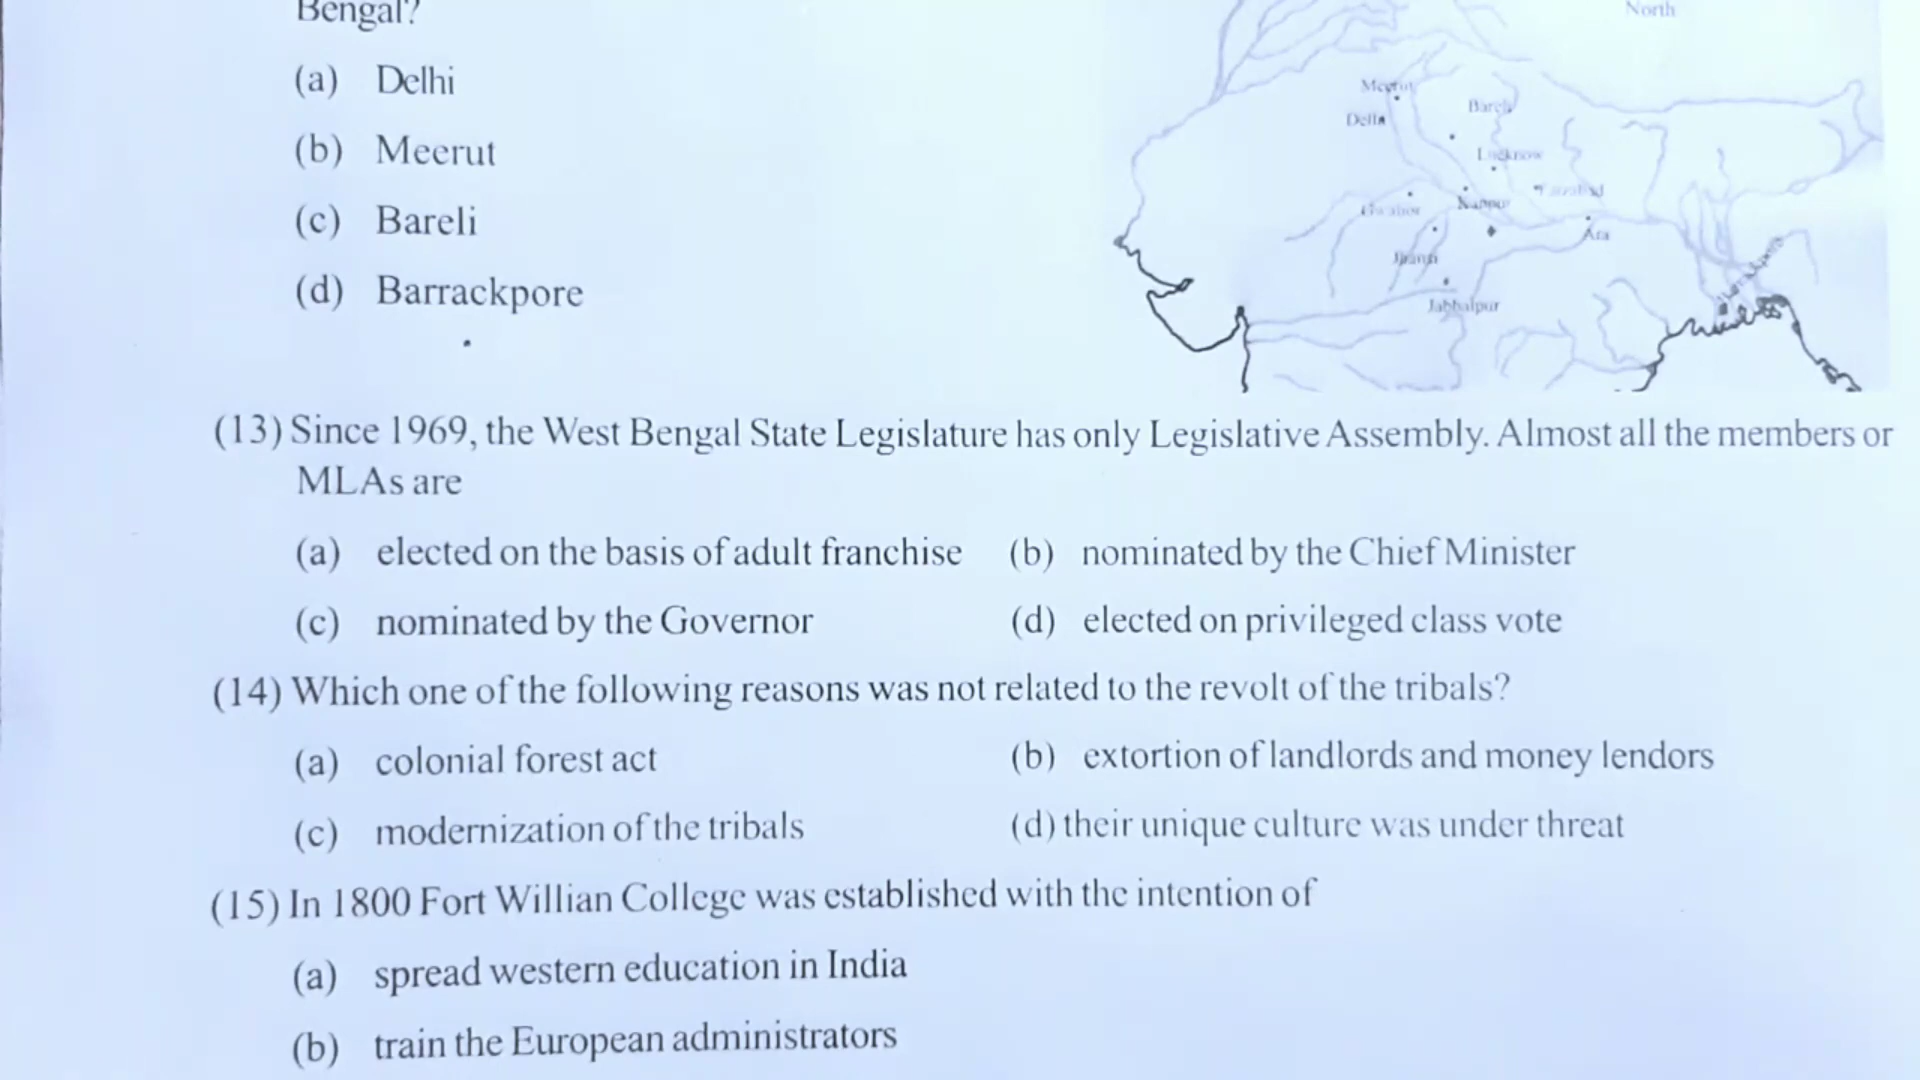 Bengal?
North
(a) Delhi
Meerut
Bareli
Delhi
(b) Meerut
Lucknow
(c) Bareli
Gwalior
Kanpur
Ara
Jhansi
(d) Barrackpore
Jabbalpur
(13) Since 1969, the West Bengal State Legislature has only Legislative Assembly. Almost all the members or
MLAs are
(a) elected on the basis of adult franchise (b) nominated by the Chief Minister
(c) nominated by the Governor (d) elected on privileged class vote
(14) Which one of the following reasons was not related to the revolt of the tribals?
(a) colonial forest act (b) extortion of landlords and money lendors
(c) modernization of the tribals (d) their unique culture was under threat
(15) In 1800 Fort Willian College was established with the intention of
(a) spread western education in India
(b) train the European administrators